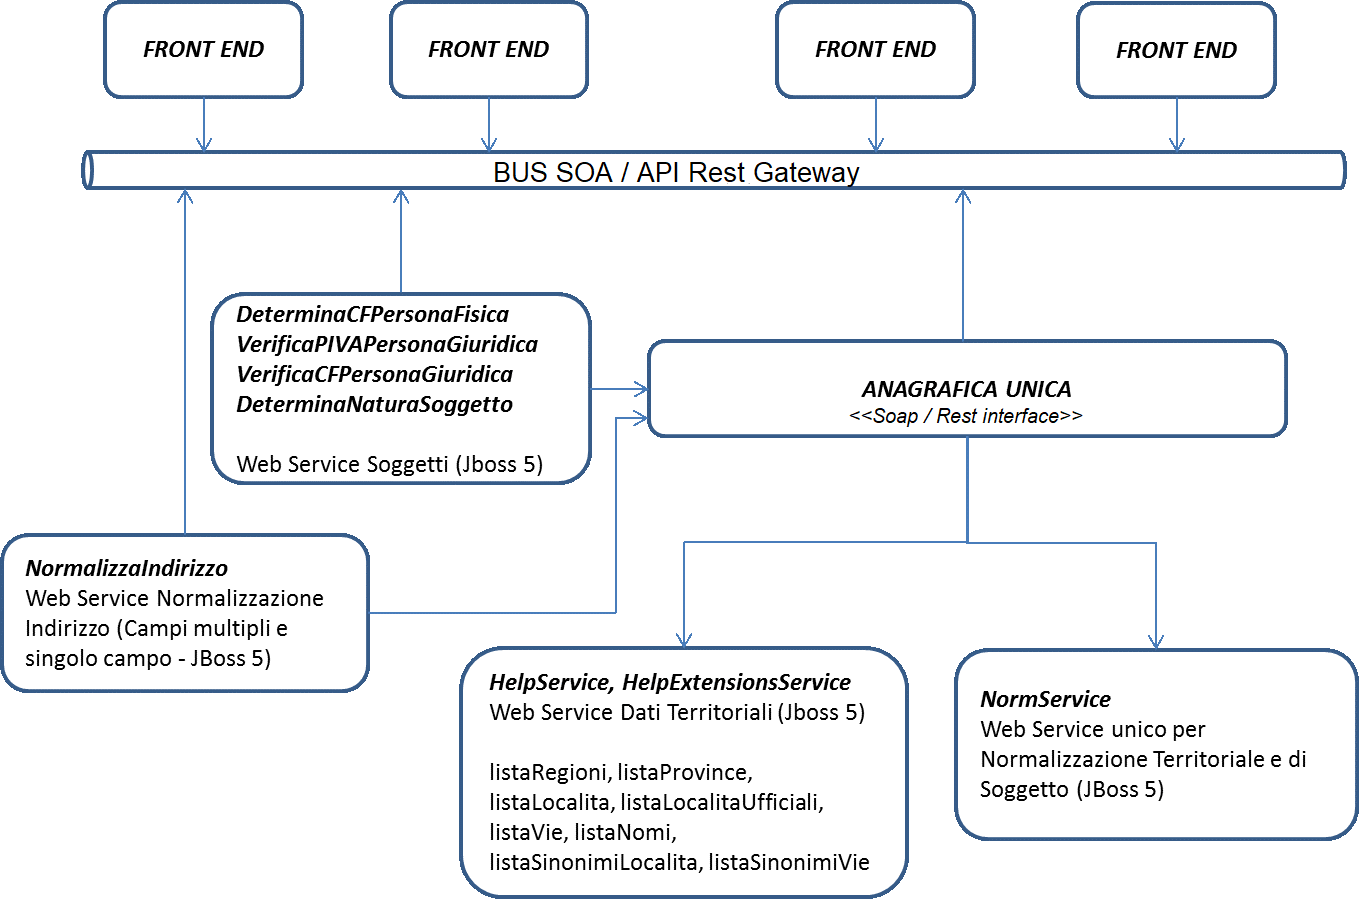 FRONT END
FRONT END
FRONT END
FRONT END
BUS SOA / API Rest Gateway
DeterminaCFPersonaFisica
VerificaPIVAPersonaGiuridica
VerificaCFPersonaGiuridica
DeterminaNaturaSoggetto
Web Service Soggetti (Jboss 5)
ANAGRAFICA UNICA
<<Soap / Rest interface>>
NormalizzaIndirizzo
Web Service Normalizzazione
Indirizzo (Campi multipli e
singolo campo - JBoss 5)
HelpService, HelpExtensionsService
Web Service Dati Territoriali (Jboss 5)
listaRegioni, listaProvince,
listaLocalita, listaLocalitaUfficiali,
listaVie, listaNomi,
listaSinonimiLocalita, listaSinonimiVie
NormService
Web Service unico per
Normalizzazione Territoriale e di
Soggetto (JBoss 5)